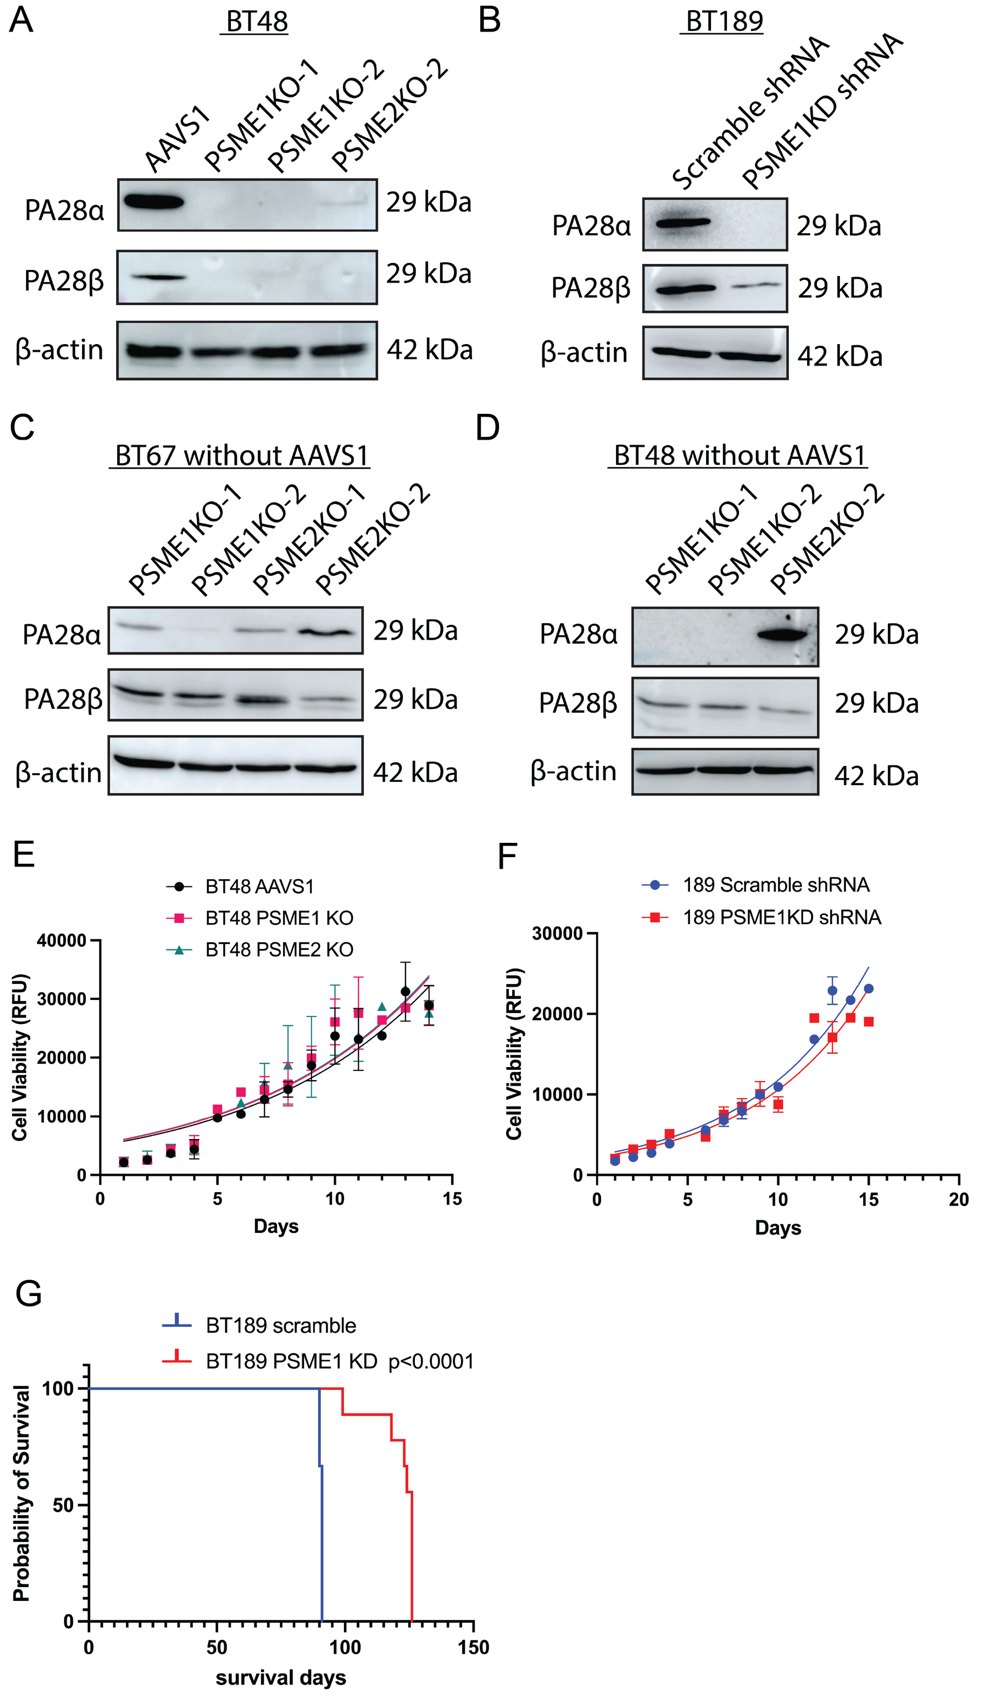 A
BT48
AAVS1
PSME1KO-1
PSME1KO-2
PSME2KO-2
PA28α
29 kDa
PA28β
29 kDa
β-actin
42 kDa
B
BT189
Scramble shRNA
PSME1KD shRNA
PA28α
29 kDa
PA28β
29 kDa
β-actin
42 kDa
C
BT67 without AAVS1
PSME1KO-1
PSME1KO-2
PSME2KO-1
PSME2KO-2
PA28α
29 kDa
PA28β
29 kDa
β-actin
42 kDa
D
BT48 without AAVS1
PSME1KO-1
PSME1KO-2
PSME2KO-2
PA28α
29 kDa
PA28β
29 kDa
β-actin
42 kDa
E
BT48 AAVS1
BT48 PSME1 KO
BT48 PSME2 KO
Cell Viability (RFU)
40000
30000
20000
10000
0
0 5 10 15
Days
F
189 Scramble shRNA
189 PSME1KD shRNA
Cell Viability (RFU)
30000
20000
10000
0
0 5 10 15 20
Days
G
BT189 scramble
BT189 PSME1 KD p<0.0001
Probability of Survival
100
50
0
0 50 100 150
survival days